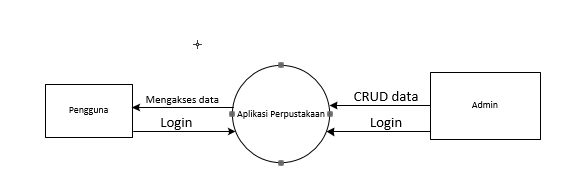 Pengguna
Mengakses data
Login
Aplikasi Perpustakaan
CRUD data
Login
Admin